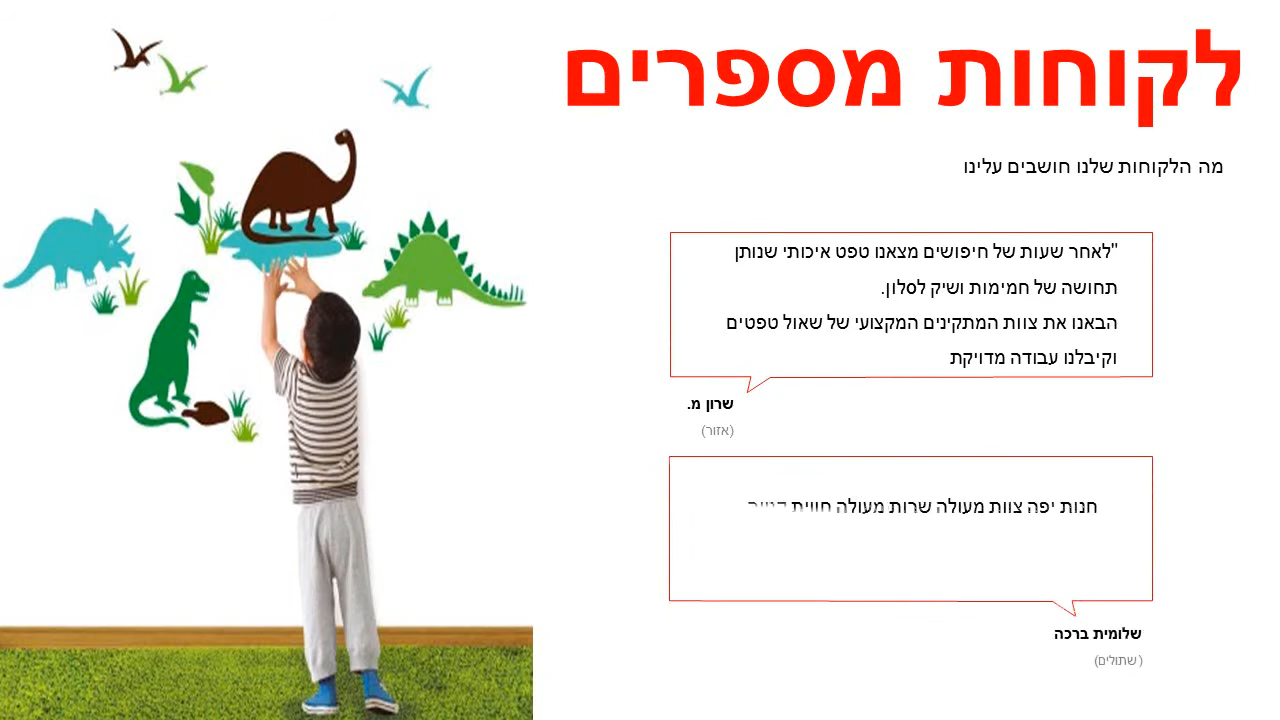 לקוחות מספרים
מה הלקוחות שלנו חושבים עלינו
"לאחר שעות של חיפושים מצאנו טפט איכותי שנותן
תחושה של חמימות ושיק לסלון.
הבאנו את צוות המתקינים המקצועי של שאול טפטים
וקיבלנו עבודה מדויקת
שרון מ.
(אזור)
חנות יפה צוות מעולה שרות מעולה חווית
שלומית ברכה
(שתולים)